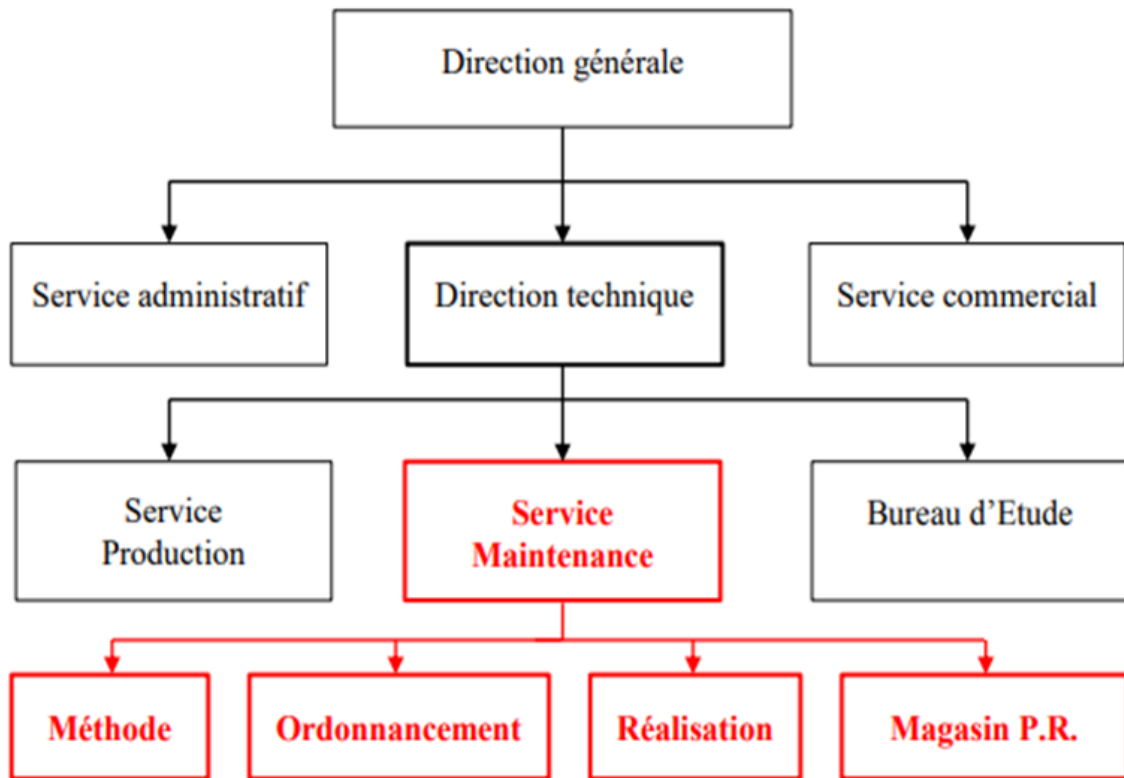 Direction générale
Service administratif
Direction technique
Service commercial
Service
Production
Service
Maintenance
Bureau d’Etude
Méthode
Ordonnancement
Réalisation
Magasin P.R.